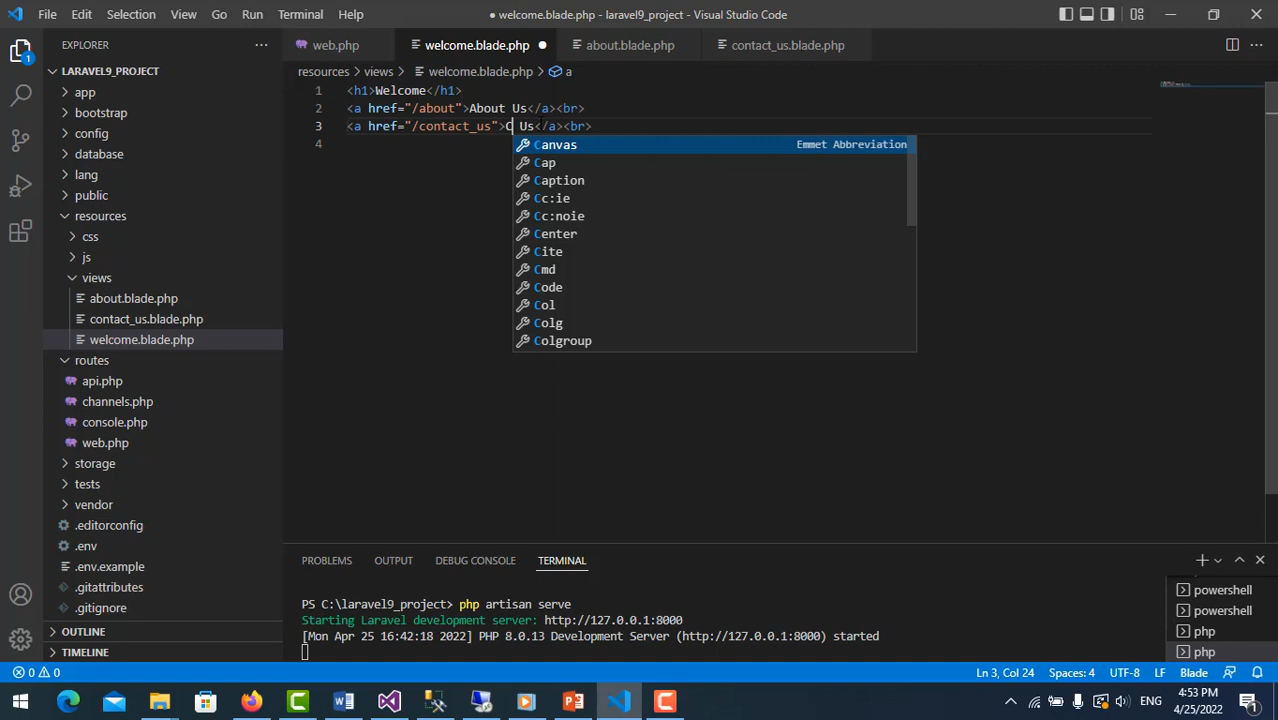 File Edit Selection View Go Run Terminal Help
● welcome.blade.php - laravel9_project - Visual Studio Code
EXPLORER
web.php
welcome.blade.php
about.blade.php
contact_us.blade.php
LARAVEL9_PROJECT
resources > views > welcome.blade.php > a
app
bootstrap
config
database
lang
public
resources
css
js
views
about.blade.php
contact_us.blade.php
welcome.blade.php
routes
api.php
channels.php
console.php
web.php
storage
tests
vendor
.editorconfig
.env
.env.example
.gitattributes
.gitignore
OUTLINE
TIMELINE
1 <h1>Welcome</h1>
2 <a href="/about">About Us</a><br>
3 <a href="/contact_us">C Us</a><br>
4
Canvas Emmet Abbreviation
Cap
Caption
Cc:ie
Cc:noie
Center
Cite
Cmd
Code
Col
Colg
Colgroup
PROBLEMS OUTPUT DEBUG CONSOLE TERMINAL
PS C:\laravel9_project> php artisan serve
Starting Laravel development server: http://127.0.0.1:8000
[Mon Apr 25 16:42:18 2022] PHP 8.0.13 Development Server (http://127.0.0.1:8000) started
powershell
powershell
php
php
0 0
Ln 3, Col 24 Spaces: 4 UTF-8 LF Blade
ENG
4:53 PM
4/25/2022
1
1